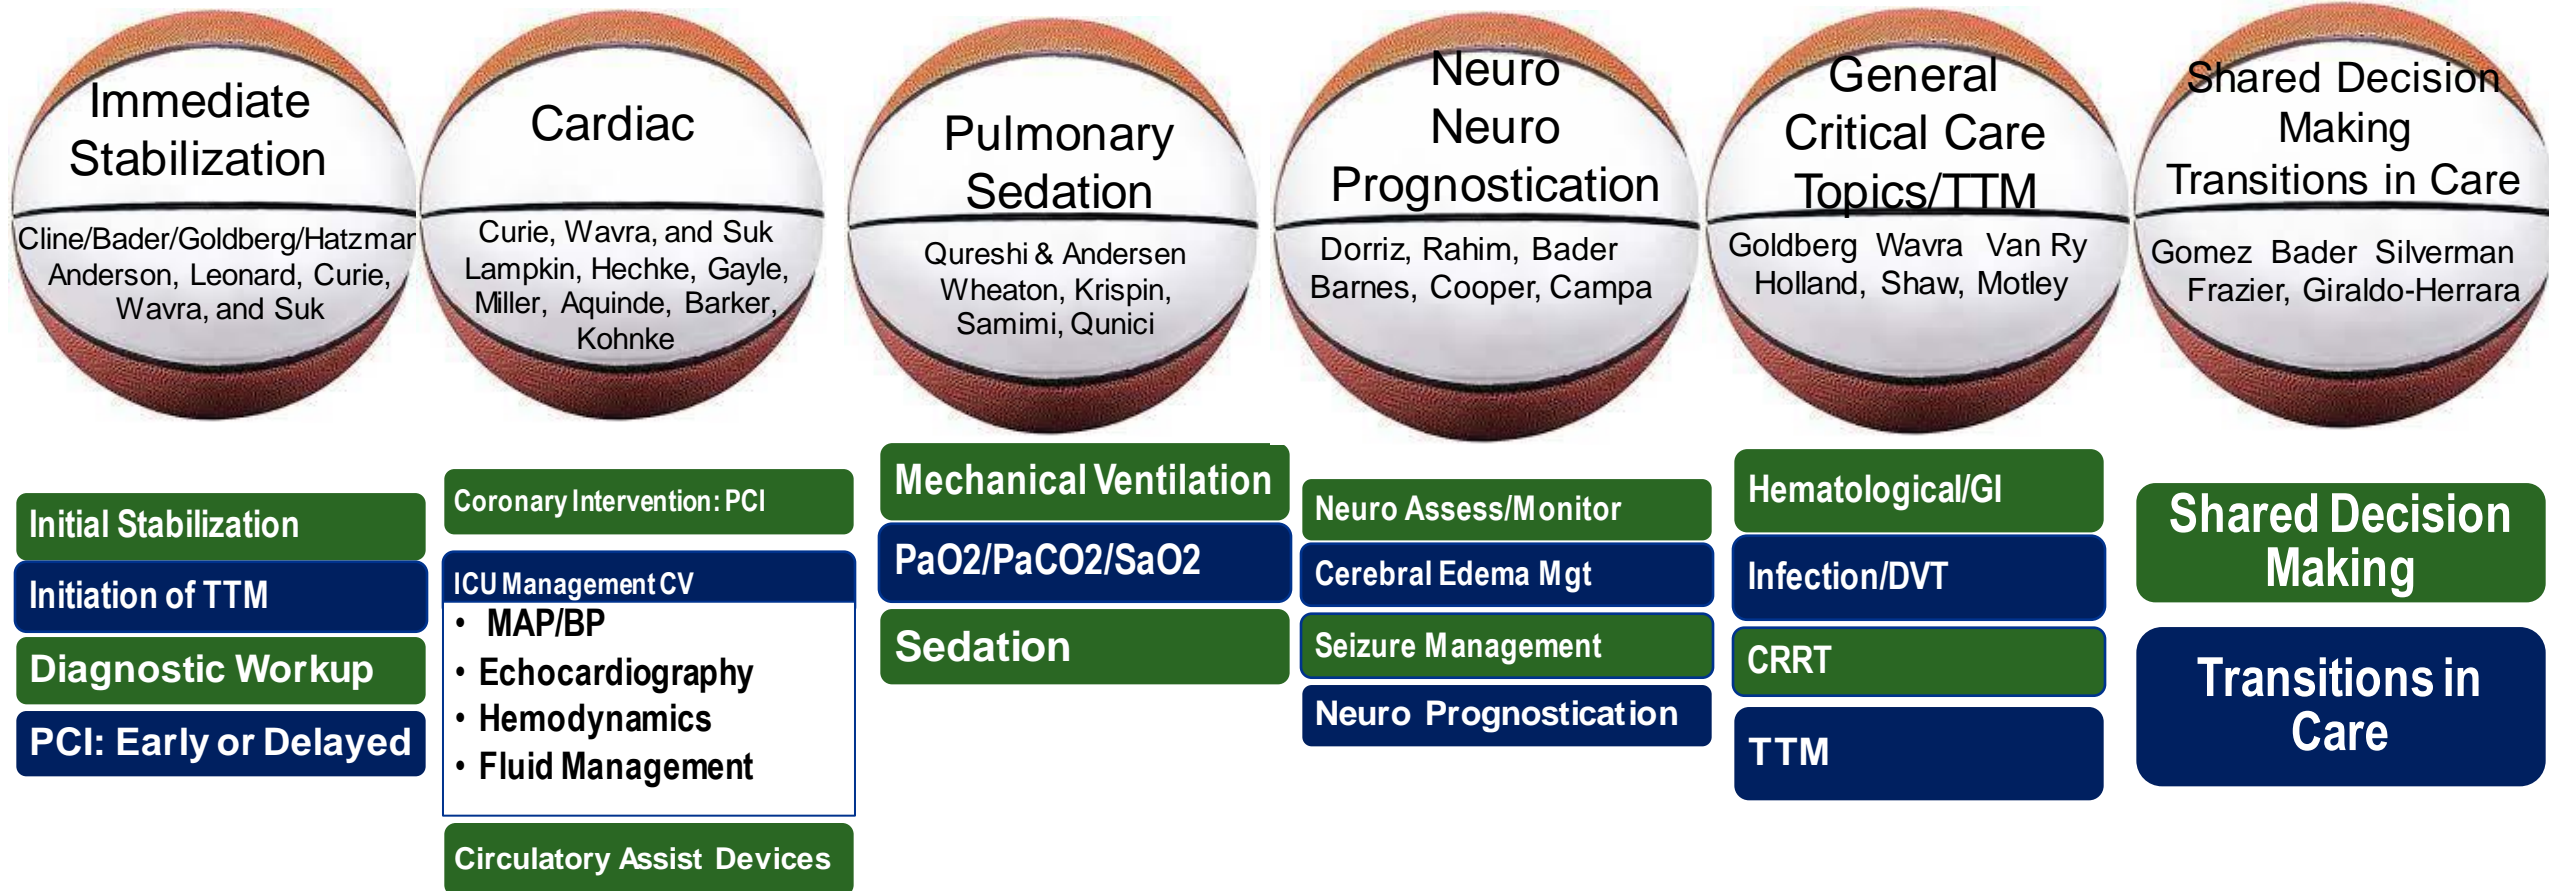 Immediate
Stabilization
Cline/Bader/Goldberg/Hatzmar
Anderson, Leonard, Curie,
Wavra, and Suk
Initial Stabilization
Initiation of TTM
Diagnostic Workup
PCI: Early or Delayed
Cardiac
Curie, Wavra, and Suk
Lampkin, Hechke, Gayle,
Miller, Aquinde, Barker,
Kohnke
Coronary Intervention: PCI
ICU Management CV
• MAP/BP
• Echocardiography
• Hemodynamics
• Fluid Management
Circulatory Assist Devices
Pulmonary
Sedation
Qureshi & Andersen
Wheaton, Krispin,
Samimi, Qunici
Mechanical Ventilation
PaO2/PaCO2/SaO2
Sedation
Neuro
Neuro
Prognostication
Dorriz, Rahim, Bader
Barnes, Cooper, Campa
Neuro Assess/Monitor
Cerebral Edema Mgt
Seizure Management
Neuro Prognostication
General
Critical Care
Topics/TTM
Goldberg Wavra Van Ry
Holland, Shaw, Motley
Hematological/GI
Infection/DVT
CRRT
TTM
Shared Decision
Making
Transitions in Care
Gomez Bader Silverman
Frazier, Giraldo-Herrara
Shared Decision
Making
Transitions in
Care